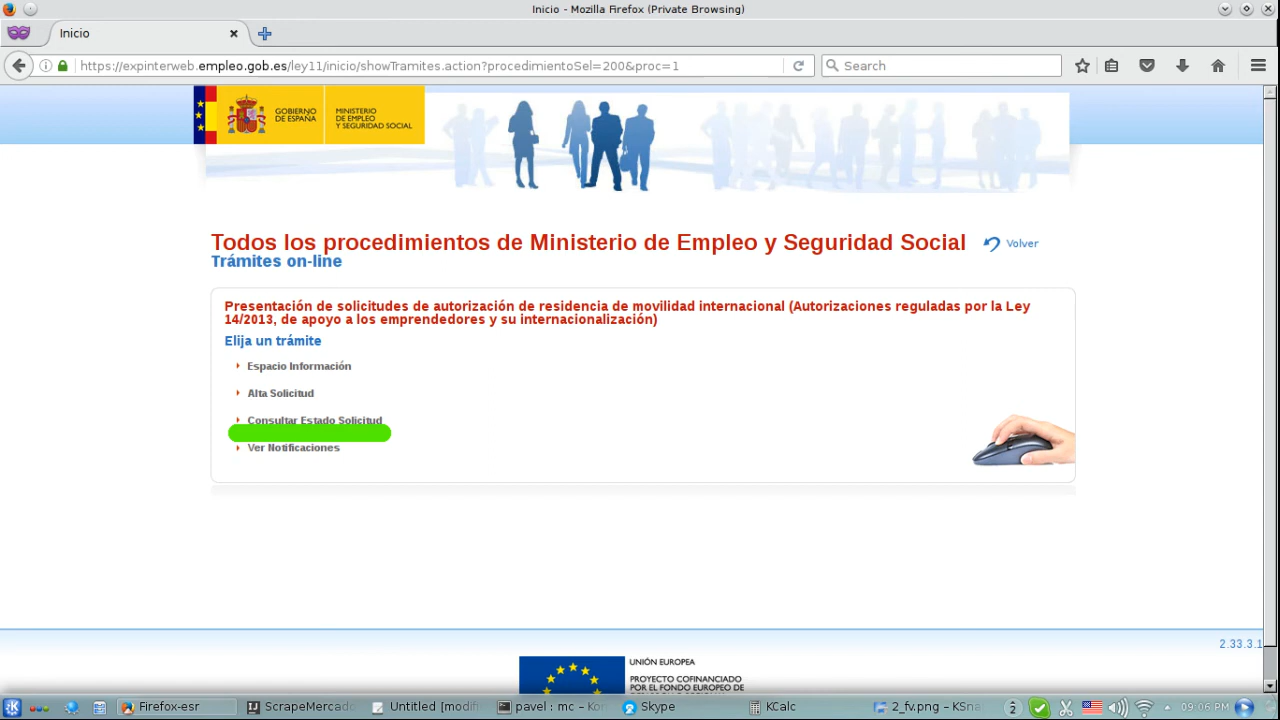 Inicio - Mozilla Firefox (Private Browsing)
Inicio
https://expinterweb.empleo.gob.es/ley11/inicio/showTramites.action?procedimientoSel=200&proc=1
Search
GOBIERNO
DE ESPAÑA
MINISTERIO
DE EMPLEO
Y SEGURIDAD SOCIAL
Todos los procedimientos de Ministerio de Empleo y Seguridad Social
Volver
Trámites on-line
Presentación de solicitudes de autorización de residencia de movilidad internacional (Autorizaciones reguladas por la Ley
14/2013, de apoyo a los emprendedores y su internacionalización)
Elija un trámite
Espacio Información
Alta Solicitud
Consultar Estado Solicitud
Ver Notificaciones
2.33.3.1
UNIÓN EUROPEA
PROYECTO COFINANCIADO
POR EL FONDO EUROPEO DE
Firefox-esr
ScrapeMercado
Untitled [modifi
pavel : mc – Kon
Skype
KCalc
2_fv.png – KSna
2
09:06 PM